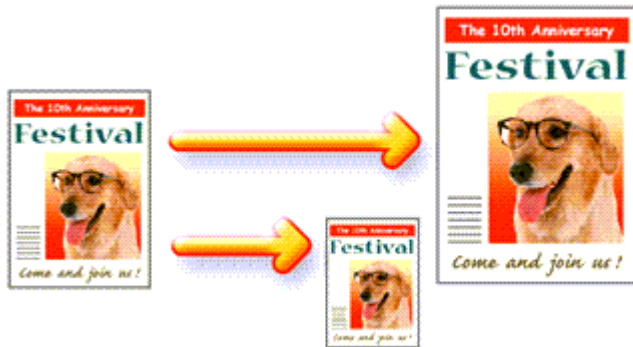 The 10th Anniversary
Festival
Come and join us!
The 10th Anniversary
Festival
Come and join us!
The 10th Anniversary
Festival
Come and join us!